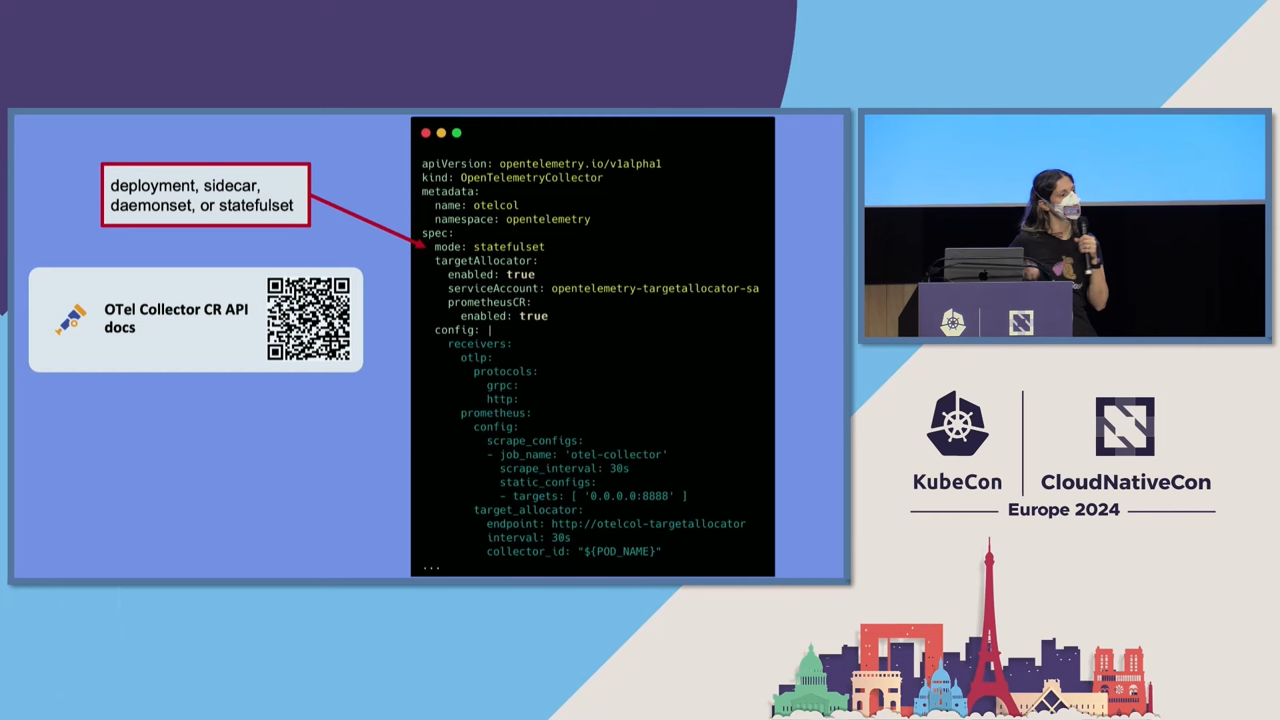 deployment, sidecar,
daemonset, or statefulset
OTel Collector CR API
docs
apiVersion: opentelemetry.io/v1alpha1
kind: OpenTelemetryCollector
metadata:
  name: otelcol
  namespace: opentelemetry
spec:
  mode: statefulset
  targetAllocator:
    enabled: true
    serviceAccount: opentelemetry-targetallocator-sa
    prometheusCR:
      enabled: true
  config: |
    receivers:
      otlp:
        protocols:
          grpc:
          http:
      prometheus:
        config:
          scrape_configs:
          - job_name: 'otel-collector'
            scrape_interval: 30s
            static_configs:
            - targets: [ '0.0.0.0:8888' ]
        target_allocator:
          endpoint: http://otelcol-targetallocator
          interval: 30s
          collector_id: "${POD_NAME}"
...
KubeCon
CloudNativeCon
Europe 2024